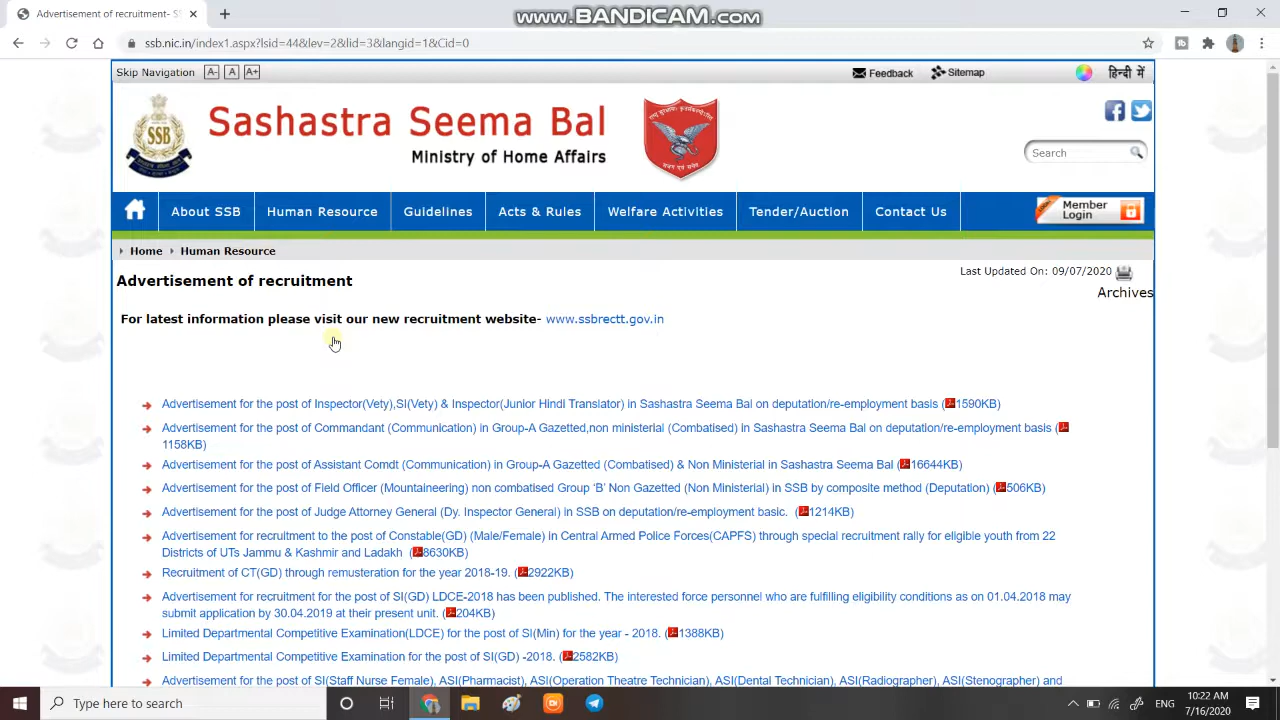 Advertisement of recruitment - S
www.BANDICAM.com
ssb.nic.in/index1.aspx?lsid=44&lev=2&lid=3&langid=1&cid=0
Skip Navigation A- A A+
Feedback
Sitemap
हिन्दी में
SSB
Sashastra Seema Bal
Ministry of Home Affairs
Search
About SSB
Human Resource
Guidelines
Acts & Rules
Welfare Activities
Tender/Auction
Contact Us
Member
Login
Home
Human Resource
Last Updated On: 09/07/2020
Advertisement of recruitment
Archives
For latest information please visit our new recruitment website- www.ssbrectt.gov.in
Advertisement for the post of Inspector(Vety),SI(Vety) & Inspector(Junior Hindi Translator) in Sashastra Seema Bal on deputation/re-employment basis (1590KB)
Advertisement for the post of Commandant (Communication) in Group-A Gazetted,non ministerial (Combatised) in Sashastra Seema Bal on deputation/re-employment basis (
1158KB)
Advertisement for the post of Assistant Comdt (Communication) in Group-A Gazetted (Combatised) & Non Ministerial in Sashastra Seema Bal (16644KB)
Advertisement for the post of Field Officer (Mountaineering) non combatised Group ‘B’ Non Gazetted (Non Ministerial) in SSB by composite method (Deputation) (506KB)
Advertisement for the post of Judge Attorney General (Dy. Inspector General) in SSB on deputation/re-employment basic. (1214KB)
Advertisement for recruitment to the post of Constable(GD) (Male/Female) in Central Armed Police Forces(CAPFS) through special recruitment rally for eligible youth from 22
Districts of UTs Jammu & Kashmir and Ladakh (8630KB)
Recruitment of CT(GD) through remusteration for the year 2018-19. (2922KB)
Advertisement for recruitment for the post of SI(GD) LDCE-2018 has been published. The interested force personnel who are fulfilling eligibility conditions as on 01.04.2018 may
submit application by 30.04.2019 at their present unit. (204KB)
Limited Departmental Competitive Examination(LDCE) for the post of SI(Min) for the year - 2018. (1388KB)
Limited Departmental Competitive Examination for the post of SI(GD) -2018. (2582KB)
Advertisement for the post of SI(Staff Nurse Female), ASI(Pharmacist), ASI(Operation Theatre Technician), ASI(Dental Technician), ASI(Radiographer), ASI(Stenographer) and
Type here to search
ENG
10:22 AM
7/16/2020